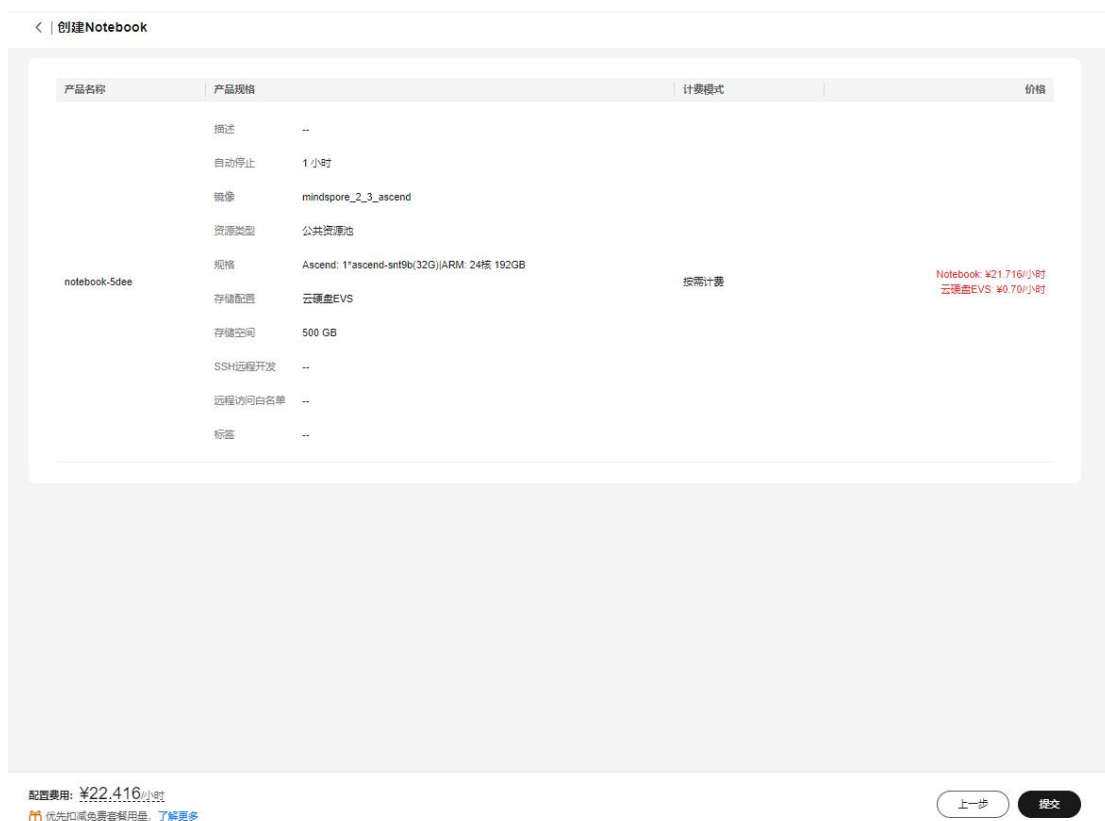 创建Notebook
产品名称 产品规格 计费模式 价格
描述 --
自动停止 1 小时
镜像 mindspore_2_3_ascend
资源类型 公共资源池
规格 Ascend: 1*ascend-snt9b(32G)|ARM: 24核 192GB
notebook-5dee 按需计费 Notebook: ¥21.716/小时
云硬盘EVS: ¥0.70/小时
存储配置 云硬盘EVS
存储空间 500 GB
SSH远程开发 --
远程访问白名单 --
标签 --
配置费用: ¥22.416/小时
优先扣减免费套餐用量，了解更多
上一步 提交